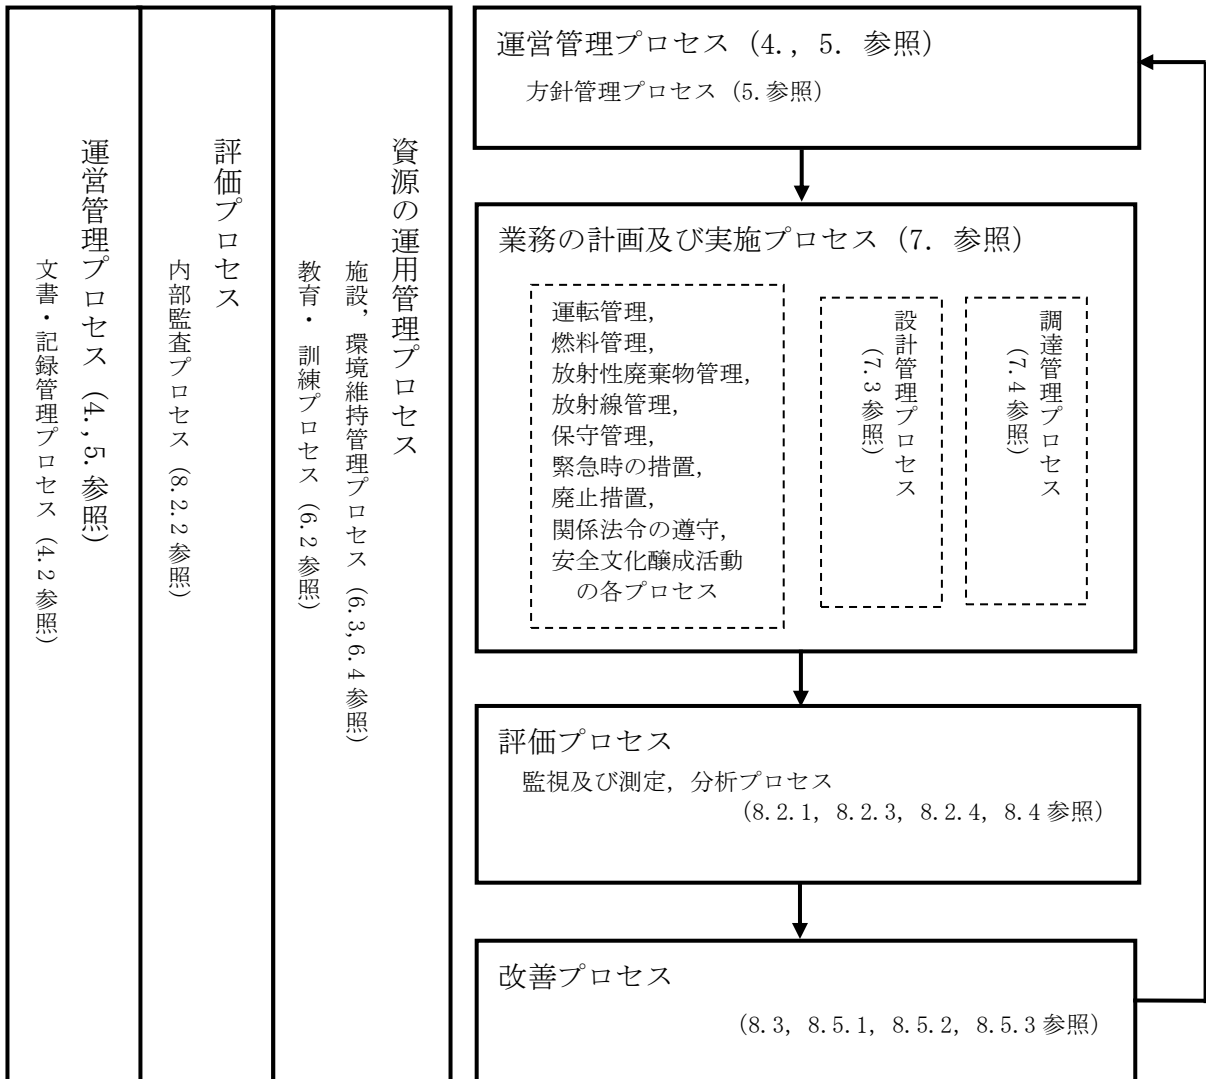 運営管理プロセス (4., 5. 参照)
文書・記録管理プロセス (4.2参照)
評価プロセス
内部監査プロセス (8.2.2参照)
資源の運用管理プロセス
施設, 環境維持管理プロセス (6.3,6.4参照)
教育・訓練プロセス (6.2参照)
運営管理プロセス (4., 5. 参照)
方針管理プロセス (5.参照)
業務の計画及び実施プロセス (7. 参照)
運転管理,
燃料管理,
放射性廃棄物管理,
放射線管理,
保守管理,
緊急時の措置,
廃止措置,
関係法令の遵守,
安全文化醸成活動
の各プロセス
設計管理プロセス
(7.3参照)
調達管理プロセス
(7.4参照)
評価プロセス
監視及び測定, 分析プロセス
(8.2.1, 8.2.3, 8.2.4, 8.4参照)
改善プロセス
(8.3, 8.5.1, 8.5.2, 8.5.3参照)